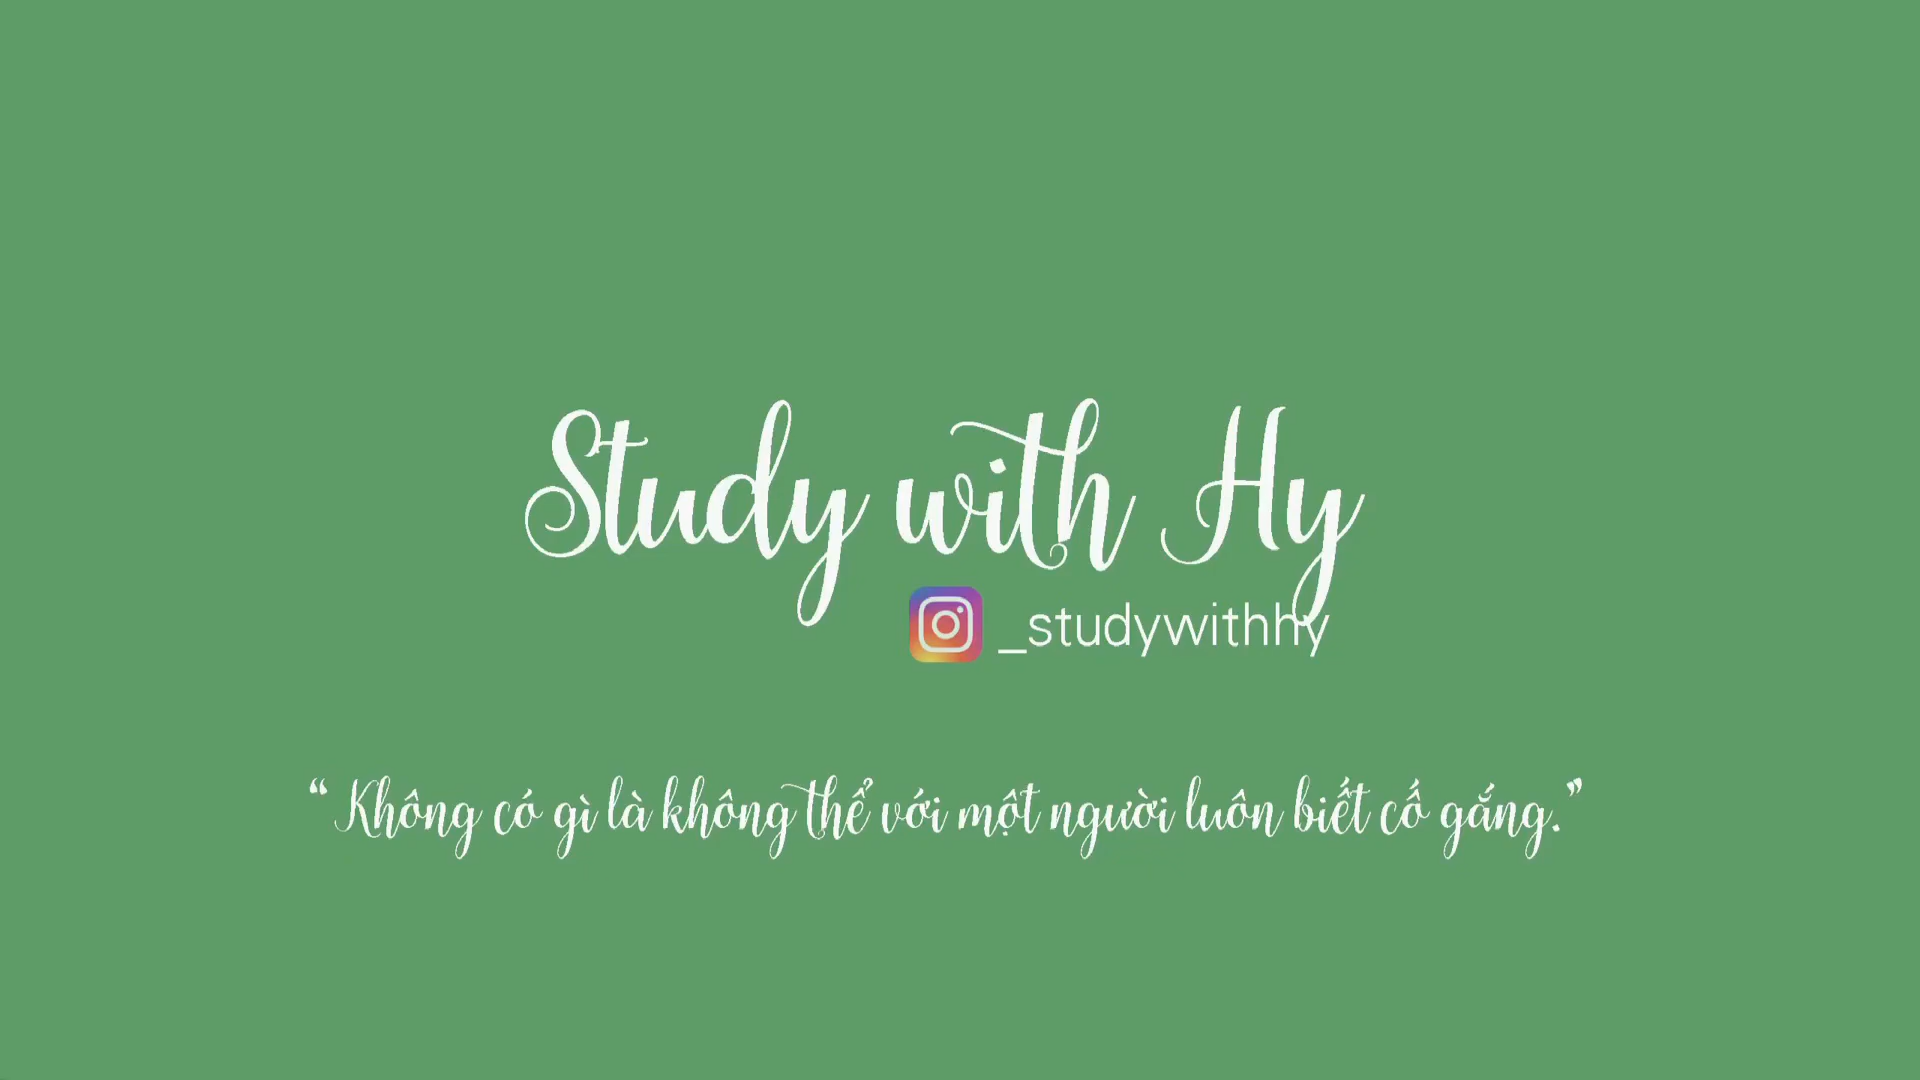 Study with Hy
_studywithhy
“Không có gì là không thể với một người luôn biết cố gắng.”